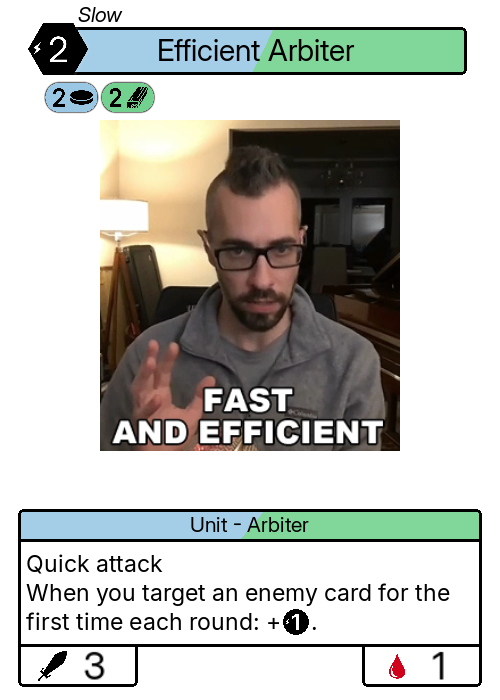 Slow
2
Efficient Arbiter
2 2
FAST
AND EFFICIENT
Unit - Arbiter
Quick attack
When you target an enemy card for the
first time each round: +1.
3 1